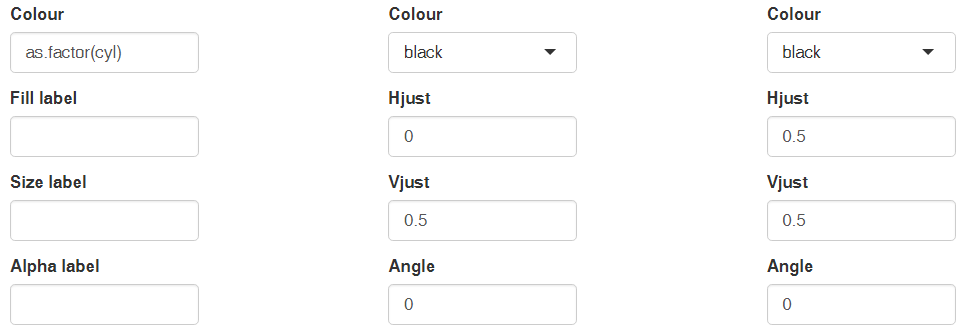 Colour
as.factor(cyl)
Fill label
Size label
Alpha label
Colour
black
Hjust
0
Vjust
0.5
Angle
0
Colour
black
Hjust
0.5
Vjust
0.5
Angle
0